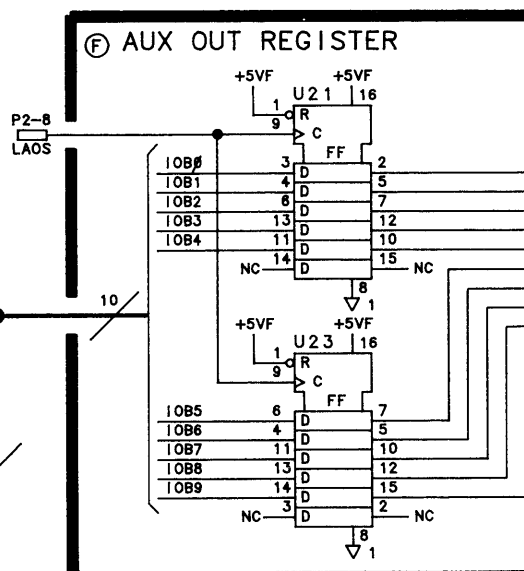 F AUX OUT REGISTER
+5VF U21 +5VF
1 R 16
P2-8 9 C
LAOS
FF
IOB0 3 D 2
IOB1 4 D 5
IOB2 6 D 7
IOB3 13 D 12
IOB4 11 D 10
NC 14 D 15 NC
8
1
10
+5VF U23 +5VF
1 R 16
9 C
FF
IOB5 6 D 7
IOB6 4 D 5
IOB7 11 D 10
IOB8 13 D 12
IOB9 14 D 15
NC 3 D 2 NC
8
1